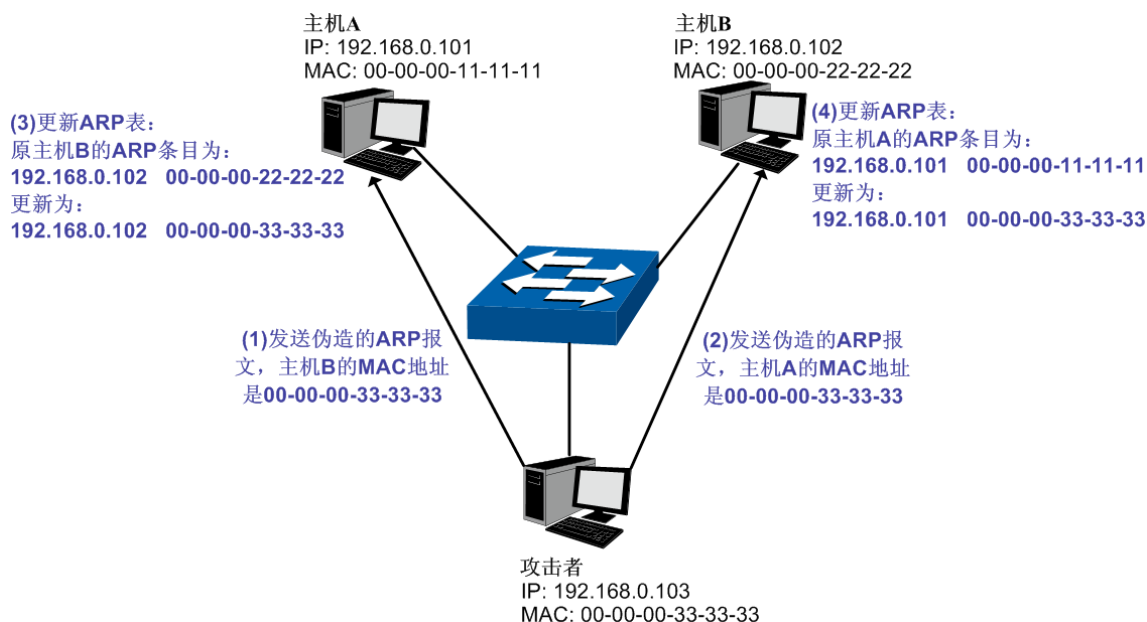 主机A
IP: 192.168.0.101
MAC: 00-00-00-11-11-11
主机B
IP: 192.168.0.102
MAC: 00-00-00-22-22-22
(3)更新ARP表：
原主机B的ARP条目为：
192.168.0.102 00-00-00-22-22-22
更新为：
192.168.0.102 00-00-00-33-33-33
(4)更新ARP表：
原主机A的ARP条目为：
192.168.0.101 00-00-00-11-11-11
更新为：
192.168.0.101 00-00-00-33-33-33
(1)发送伪造的ARP报
文，主机B的MAC地址
是00-00-00-33-33-33
(2)发送伪造的ARP报
文，主机A的MAC地址
是00-00-00-33-33-33
攻击者
IP: 192.168.0.103
MAC: 00-00-00-33-33-33